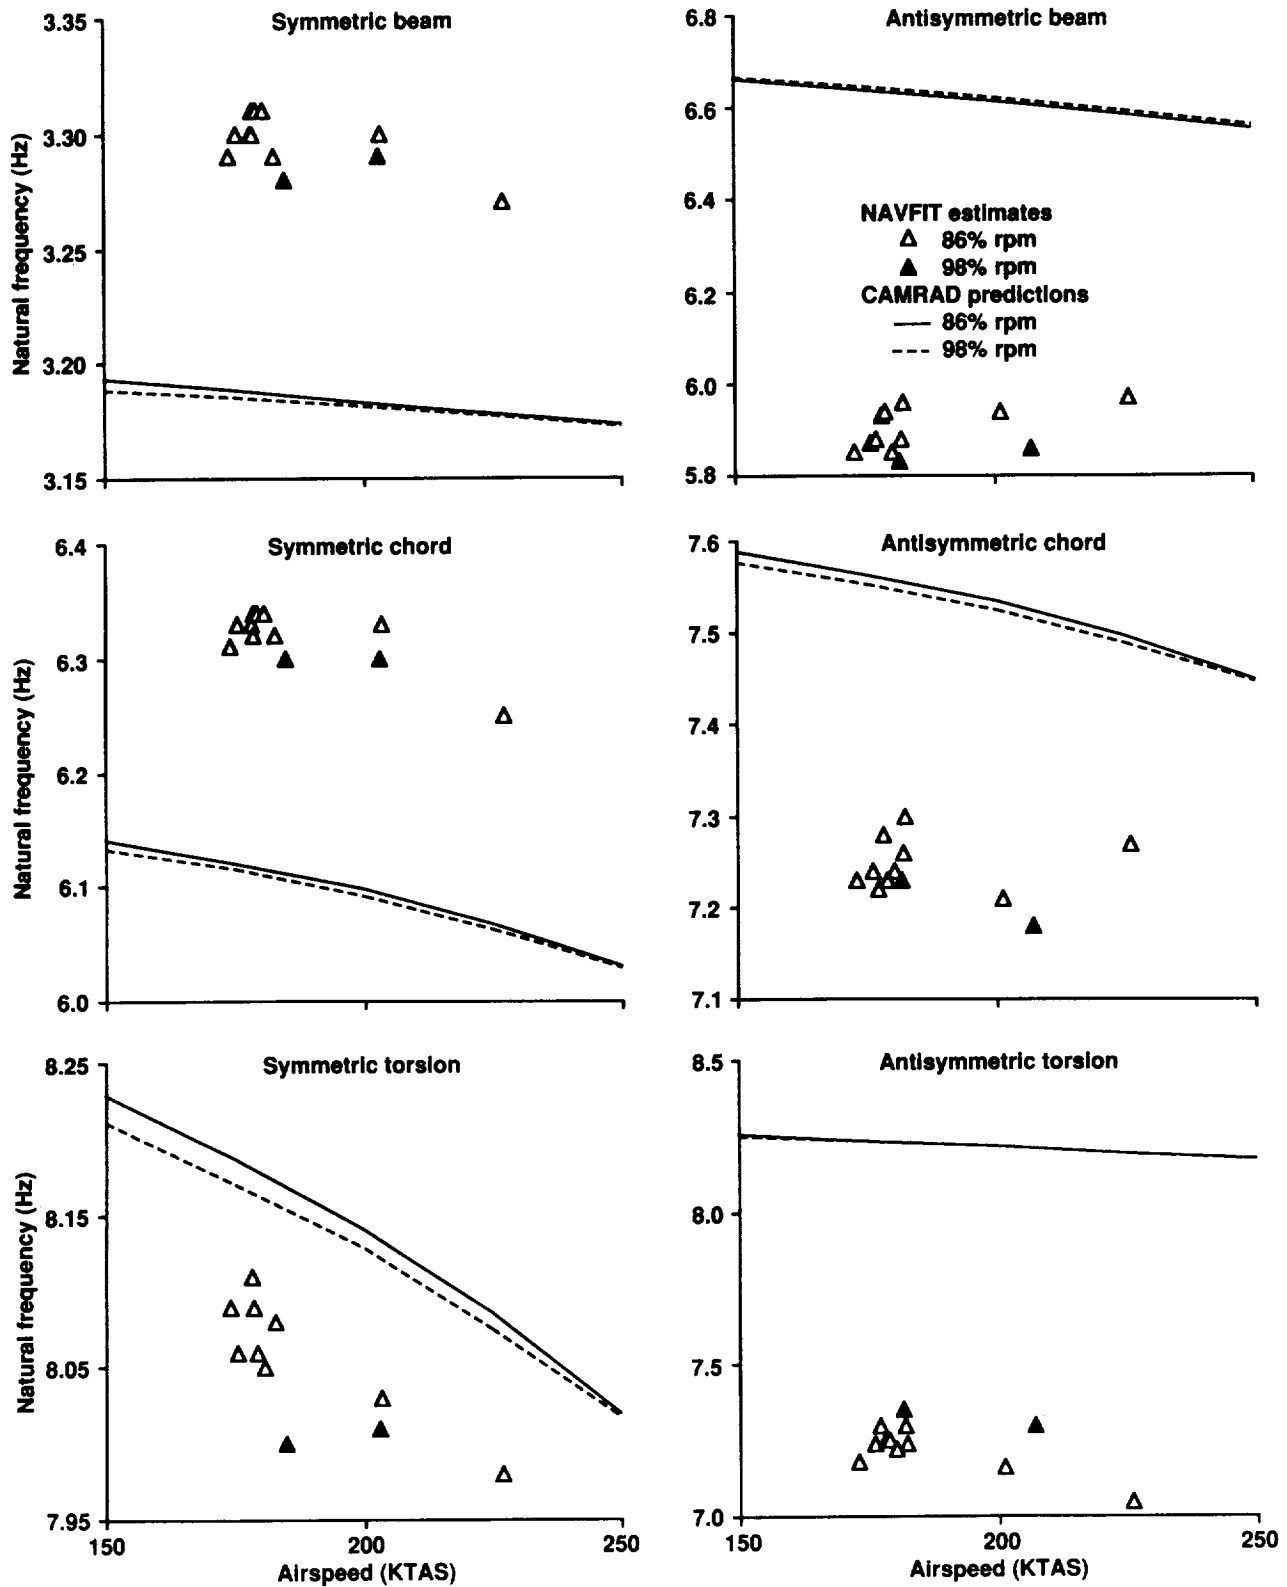 Symmetric beam
Natural frequency (Hz)
3.35
3.30
3.25
3.20
3.15
Antisymmetric beam
6.8
6.6
6.4
6.2
6.0
5.8
NAVFIT estimates
86% rpm
98% rpm
CAMRAD predictions
86% rpm
98% rpm
Symmetric chord
Natural frequency (Hz)
6.4
6.3
6.2
6.1
6.0
Antisymmetric chord
7.6
7.5
7.4
7.3
7.2
7.1
Symmetric torsion
Natural frequency (Hz)
8.25
8.15
8.05
7.95
150
200
250
Airspeed (KTAS)
Antisymmetric torsion
8.5
8.0
7.5
7.0
150
200
250
Airspeed (KTAS)